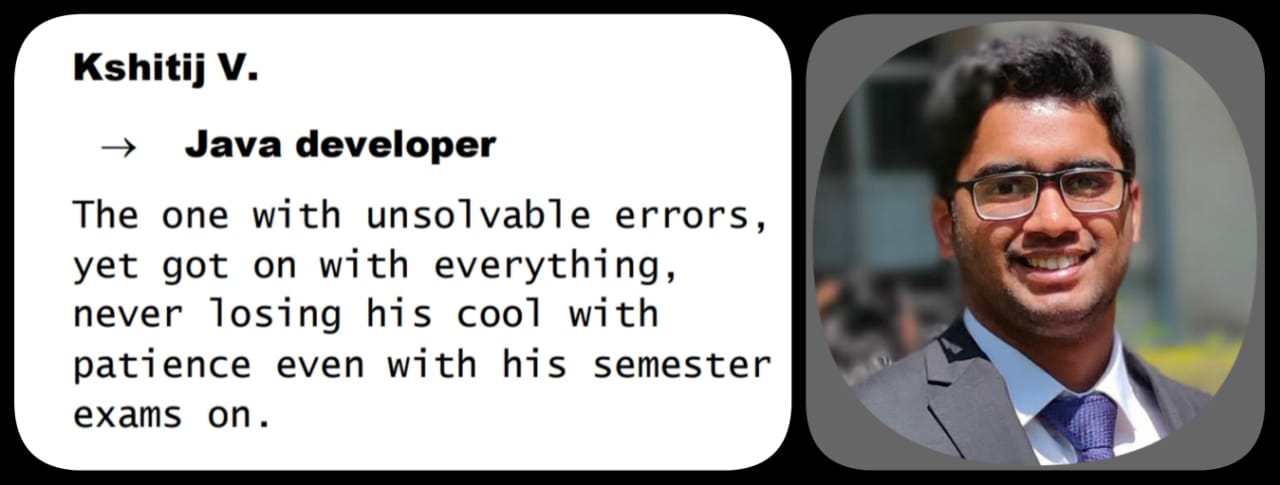 Kshitij V.
→ Java developer
The one with unsolvable errors,
yet got on with everything,
never losing his cool with
patience even with his semester
exams on.